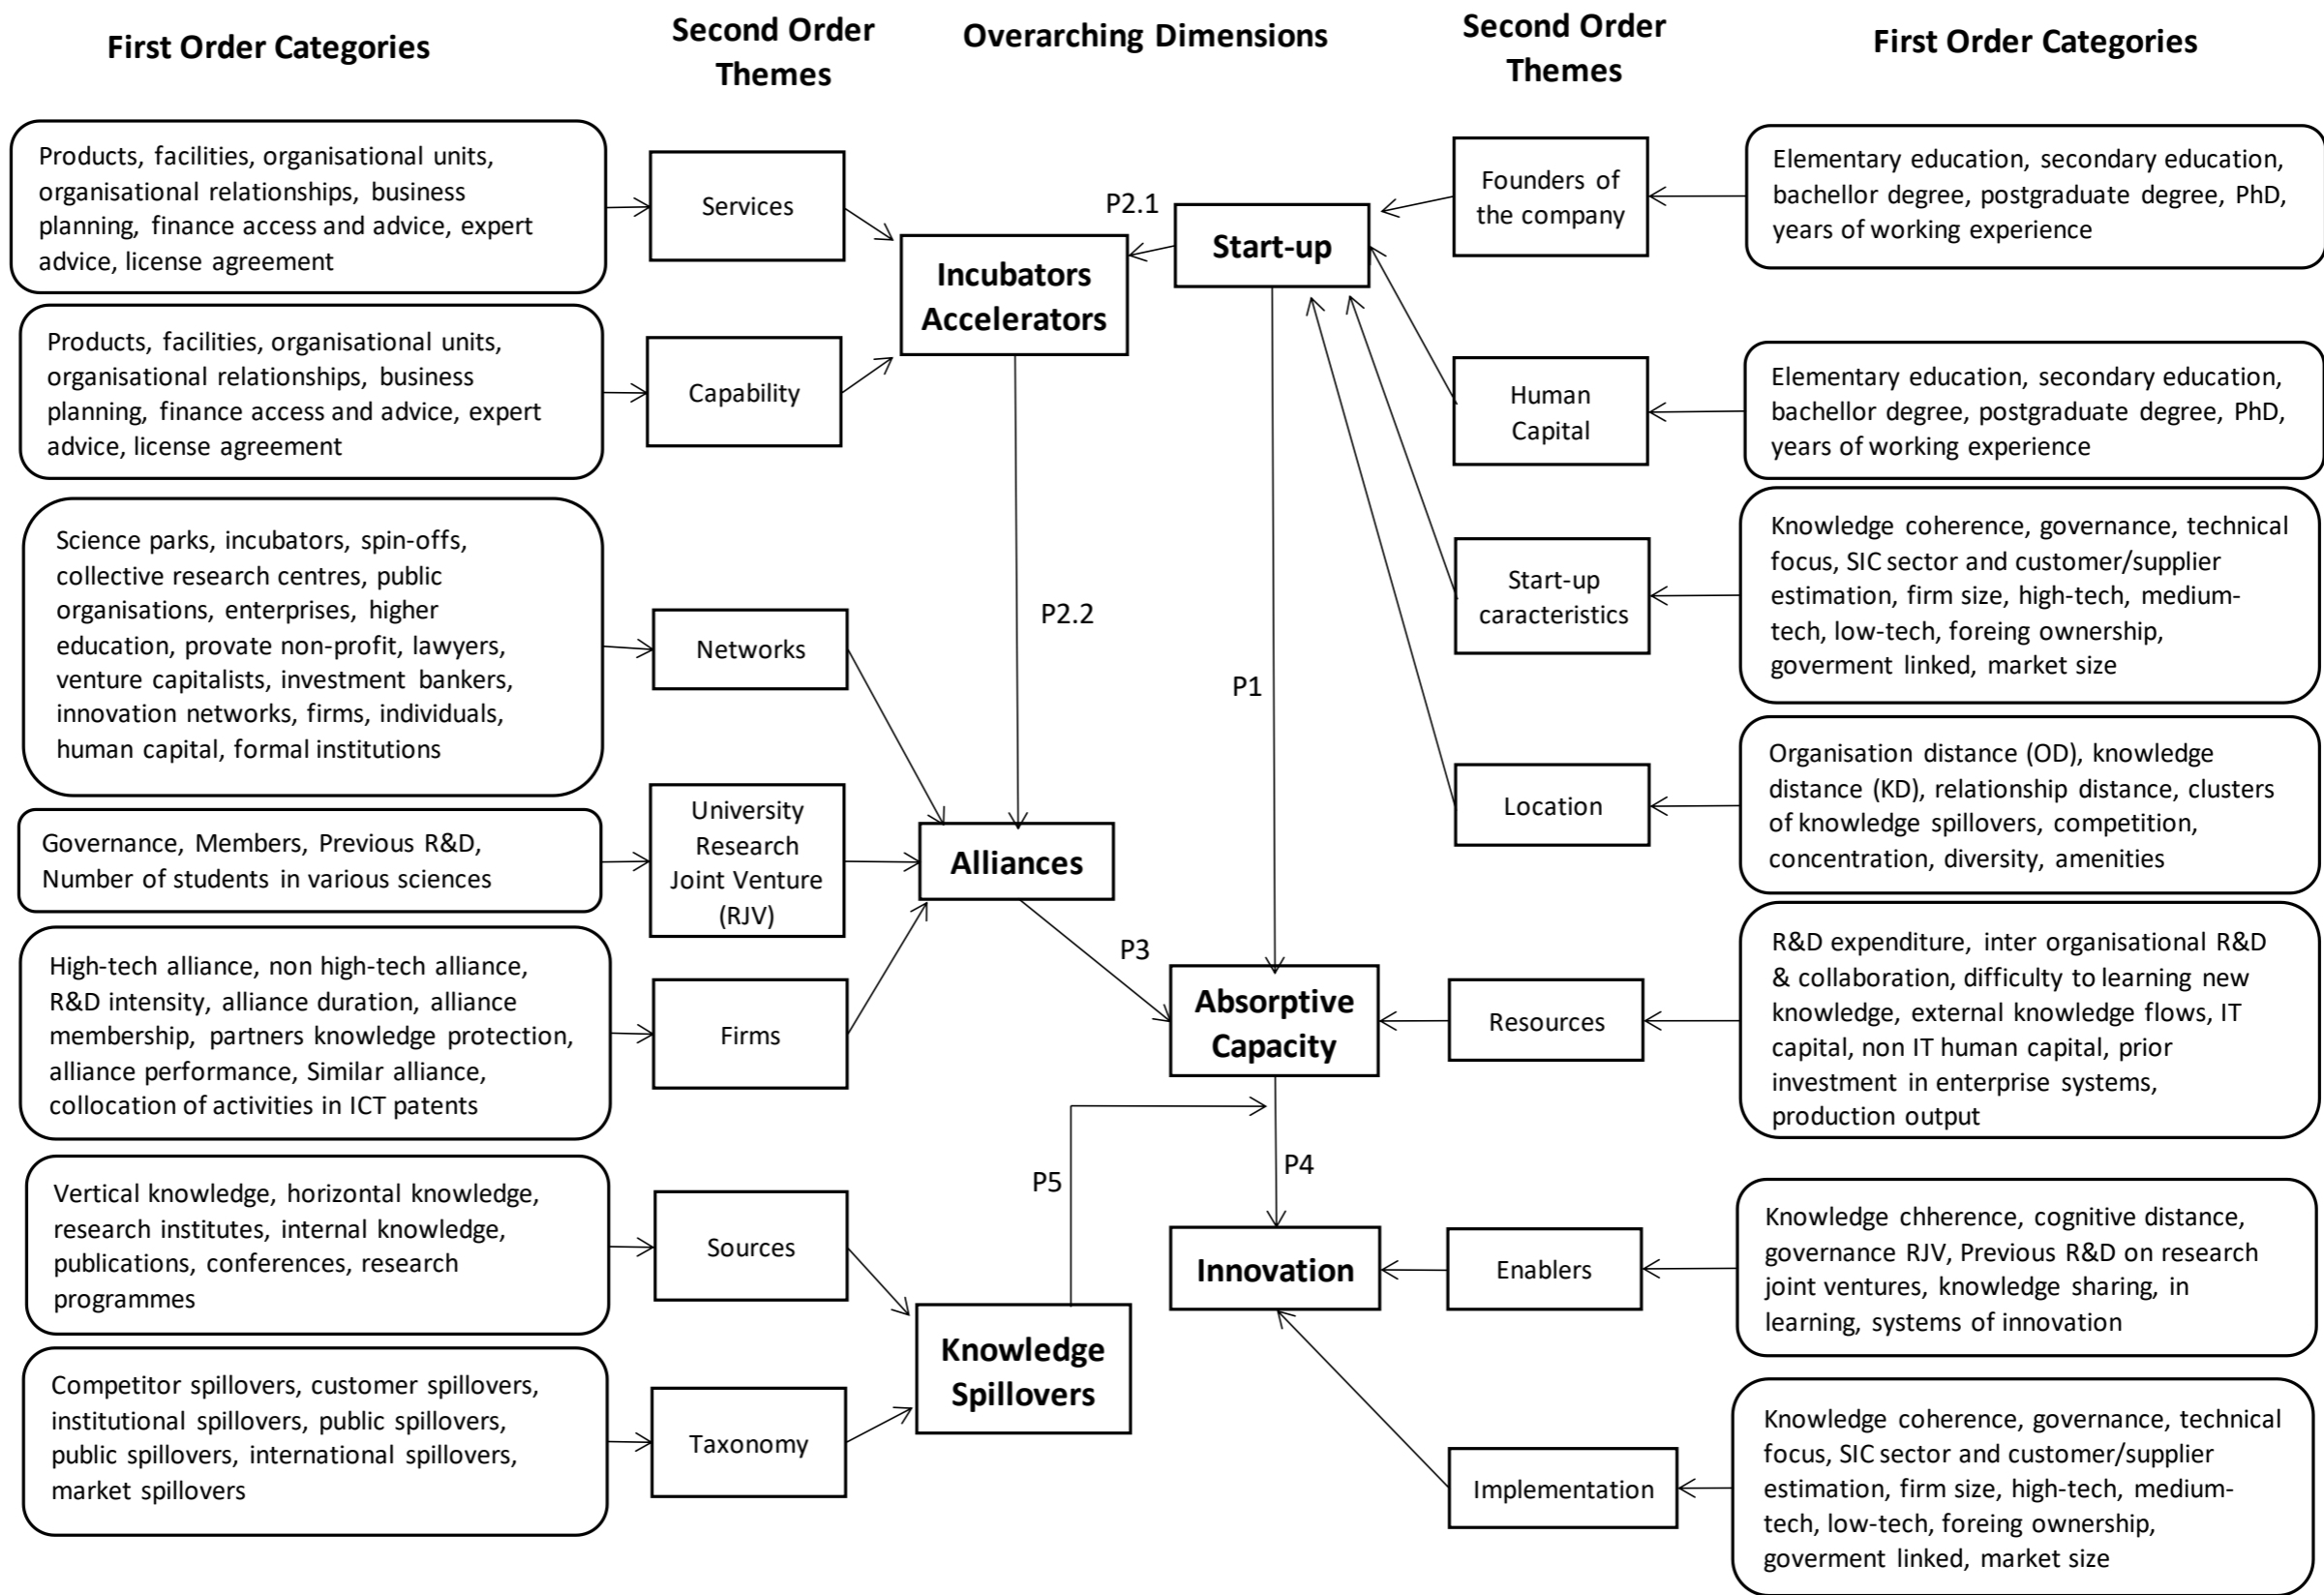 First Order Categories
Second Order
Themes
Overarching Dimensions
Second Order
Themes
First Order Categories
Products, facilities, organisational units,
organisational relationships, business
planning, finance access and advice, expert
advice, license agreement
Services
Products, facilities, organisational units,
organisational relationships, business
planning, finance access and advice, expert
advice, license agreement
Capability
Science parks, incubators, spin-offs,
collective research centres, public
organisations, enterprises, higher
education, provate non-profit, lawyers,
venture capitalists, investment bankers,
innovation networks, firms, individuals,
human capital, formal institutions
Networks
Governance, Members, Previous R&D,
Number of students in various sciences
University
Research
Joint Venture
(RJV)
High-tech alliance, non high-tech alliance,
R&D intensity, alliance duration, alliance
membership, partners knowledge protection,
alliance performance, Similar alliance,
collocation of activities in ICT patents
Firms
Vertical knowledge, horizontal knowledge,
research institutes, internal knowledge,
publications, conferences, research
programmes
Sources
Competitor spillovers, customer spillovers,
institutional spillovers, public spillovers,
public spillovers, international spillovers,
market spillovers
Taxonomy
Incubators
Accelerators
P2.1
Start-up
P2.2
P1
Alliances
P3
Absorptive
Capacity
P5
P4
Innovation
Knowledge
Spillovers
Founders of
the company
Elementary education, secondary education,
bachellor degree, postgraduate degree, PhD,
years of working experience
Human
Capital
Elementary education, secondary education,
bachellor degree, postgraduate degree, PhD,
years of working experience
Start-up
caracteristics
Knowledge coherence, governance, technical
focus, SIC sector and customer/supplier
estimation, firm size, high-tech, medium-
tech, low-tech, foreing ownership,
goverment linked, market size
Location
Organisation distance (OD), knowledge
distance (KD), relationship distance, clusters
of knowledge spillovers, competition,
concentration, diversity, amenities
Resources
R&D expenditure, inter organisational R&D
& collaboration, difficulty to learning new
knowledge, external knowledge flows, IT
capital, non IT human capital, prior
investment in enterprise systems,
production output
Enablers
Knowledge chherence, cognitive distance,
governance RJV, Previous R&D on research
joint ventures, knowledge sharing, in
learning, systems of innovation
Implementation
Knowledge coherence, governance, technical
focus, SIC sector and customer/supplier
estimation, firm size, high-tech, medium-
tech, low-tech, foreing ownership,
goverment linked, market size